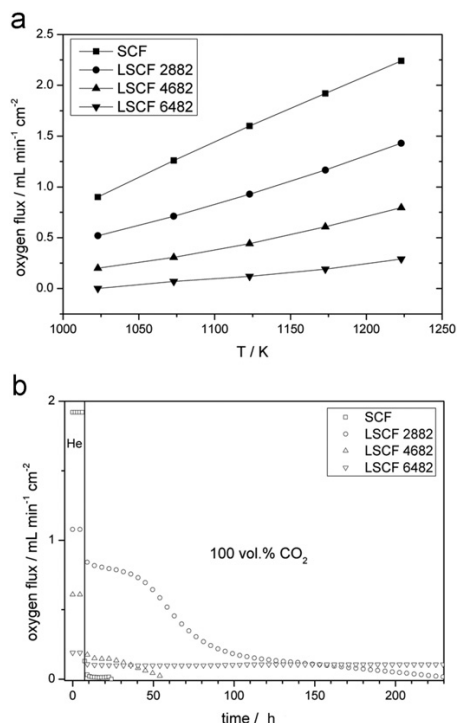 a
2.5
2.0
1.5
1.0
0.5
0.0
oxygen flux / mL min⁻¹ cm⁻²
SCF
LSCF 2882
LSCF 4682
LSCF 6482
1000 1050 1100 1150 1200 1250
T / K
b
2
1
0
oxygen flux / mL min⁻¹ cm⁻²
He
SCF
LSCF 2882
LSCF 4682
LSCF 6482
100 vol.% CO₂
0 50 100 150 200
time / h